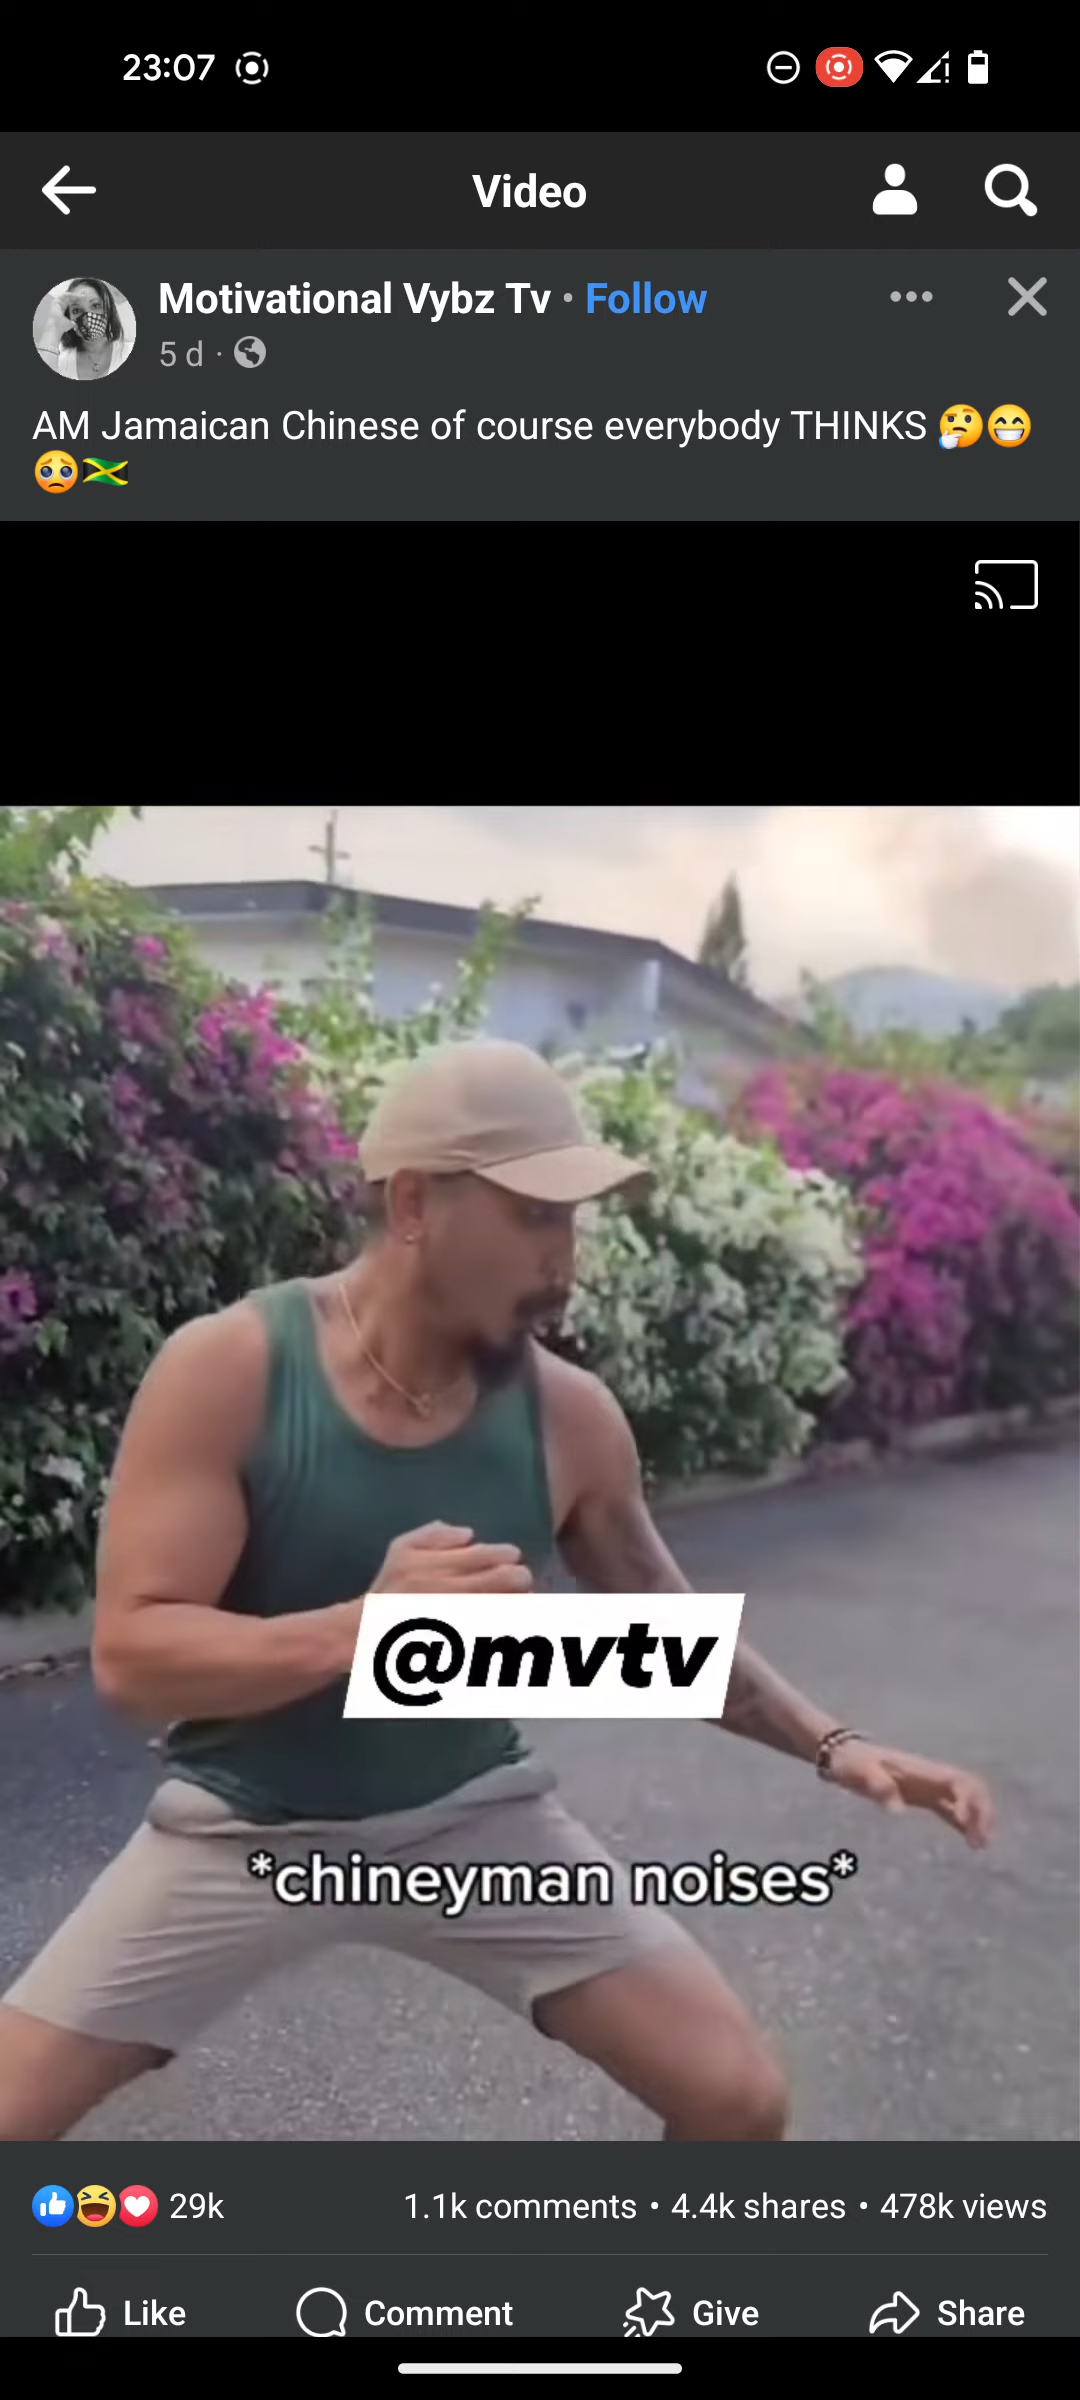 23:07
Video
Motivational Vybz Tv • Follow
5 d ·
AM Jamaican Chinese of course everybody THINKS 🤔😁
🥺🇯🇲
@mvtv
*chineyman noises*
29k
1.1k comments • 4.4k shares • 478k views
Like
Comment
Give
Share